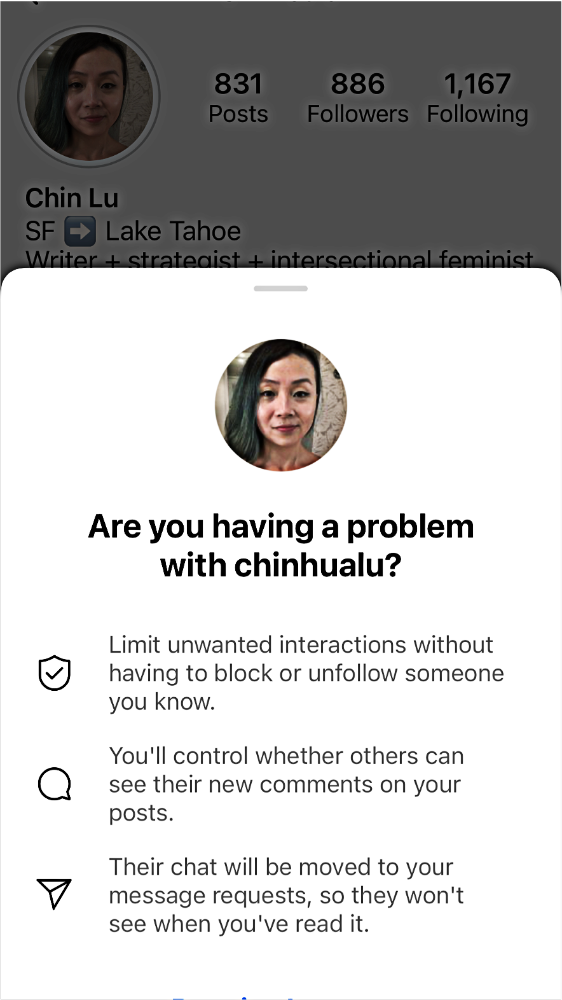 831 886 1,167
Posts Followers Following
Chin Lu
SF ➡️ Lake Tahoe
Writer + strategist + intersectional feminist
Are you having a problem
with chinhualu?
Limit unwanted interactions without
having to block or unfollow someone
you know.
You'll control whether others can
see their new comments on your
posts.
Their chat will be moved to your
message requests, so they won't
see when you've read it.